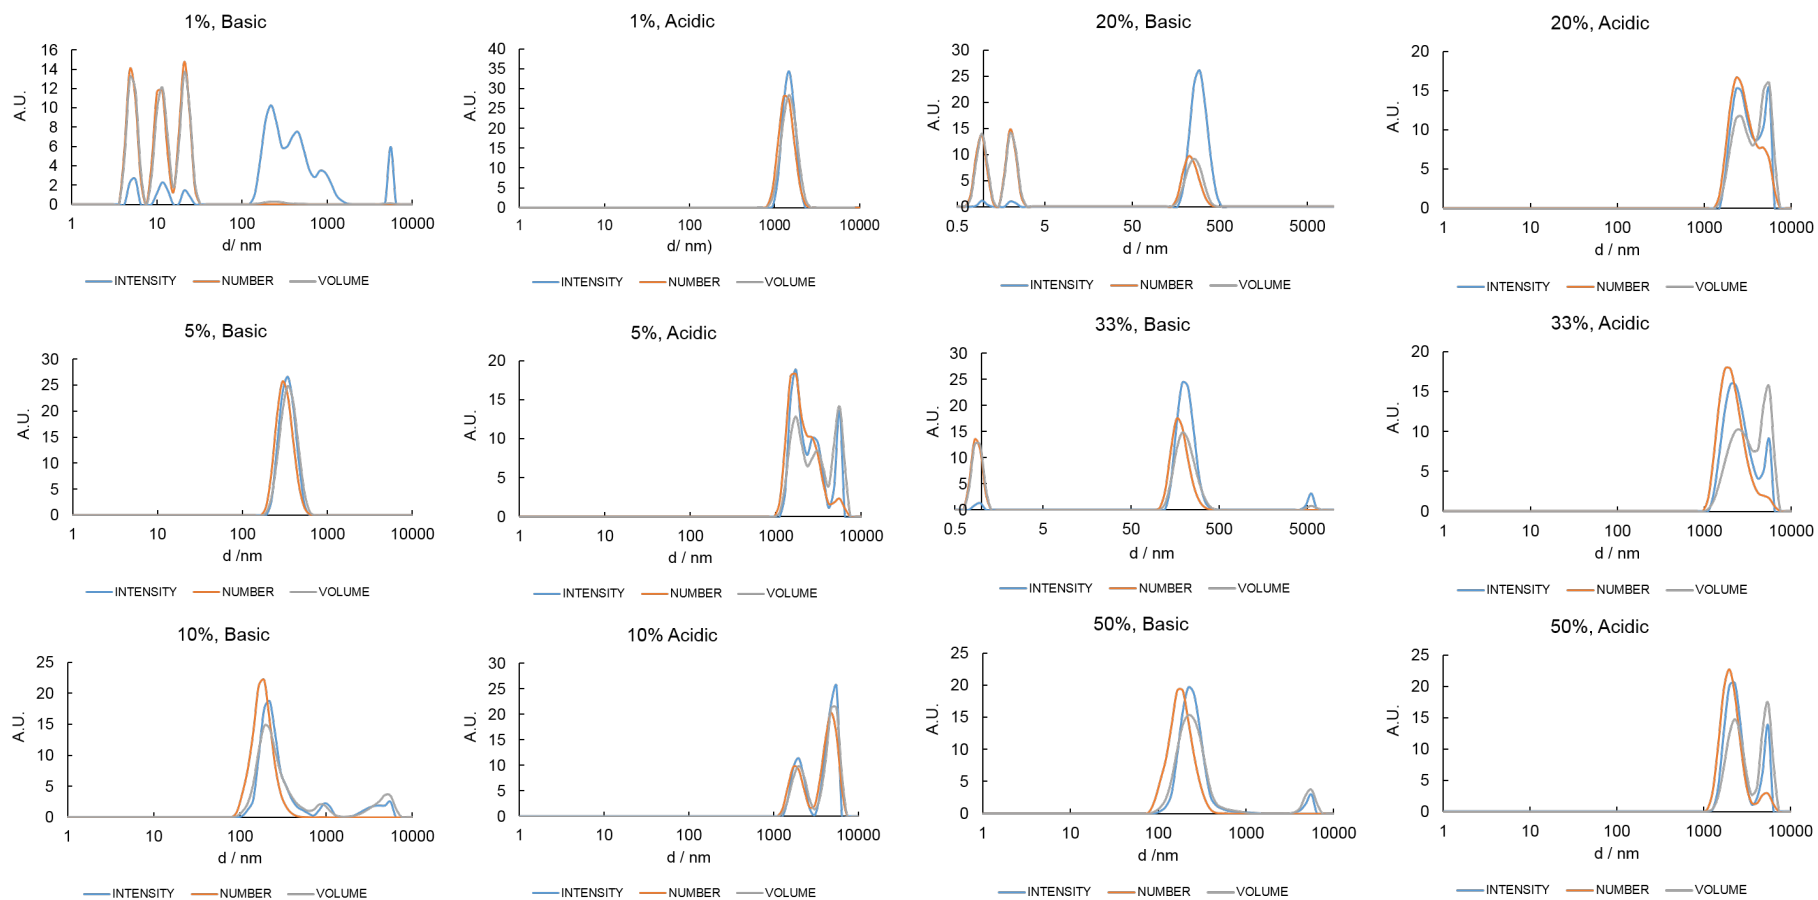 1%, Basic
16
14
12
10
8
6
4
2
0
A.U.
1 10 100 1000 10000
d/ nm
INTENSITY NUMBER VOLUME
1%, Acidic
40
35
30
25
20
15
10
5
0
A.U.
1 10 100 1000 10000
d/ nm)
INTENSITY NUMBER VOLUME
20%, Basic
30
25
20
15
10
5
0
A.U.
0.5 5 50 500 5000
d / nm
INTENSITY NUMBER VOLUME
20%, Acidic
20
15
10
5
0
A.U.
1 10 100 1000 10000
d / nm
INTENSITY NUMBER VOLUME
5%, Basic
30
25
20
15
10
5
0
A.U.
1 10 100 1000 10000
d /nm
INTENSITY NUMBER VOLUME
5%, Acidic
20
15
10
5
0
A.U.
1 10 100 1000 10000
d / nm
INTENSITY NUMBER VOLUME
33%, Basic
30
25
20
15
10
5
0
A.U.
0.5 5 50 500 5000
d / nm
INTENSITY NUMBER VOLUME
33%, Acidic
20
15
10
5
0
A.U.
1 10 100 1000 10000
d / nm
INTENSITY NUMBER VOLUME
10%, Basic
25
20
15
10
5
0
A.U.
1 10 100 1000 10000
d / nm
INTENSITY NUMBER VOLUME
10% Acidic
30
25
20
15
10
5
0
A.U.
1 10 100 1000 10000
d / nm
INTENSITY NUMBER VOLUME
50%, Basic
25
20
15
10
5
0
A.U.
1 10 100 1000 10000
d /nm
INTENSITY NUMBER VOLUME
50%, Acidic
25
20
15
10
5
0
A.U.
1 10 100 1000 10000
d / nm
INTENSITY NUMBER VOLUME